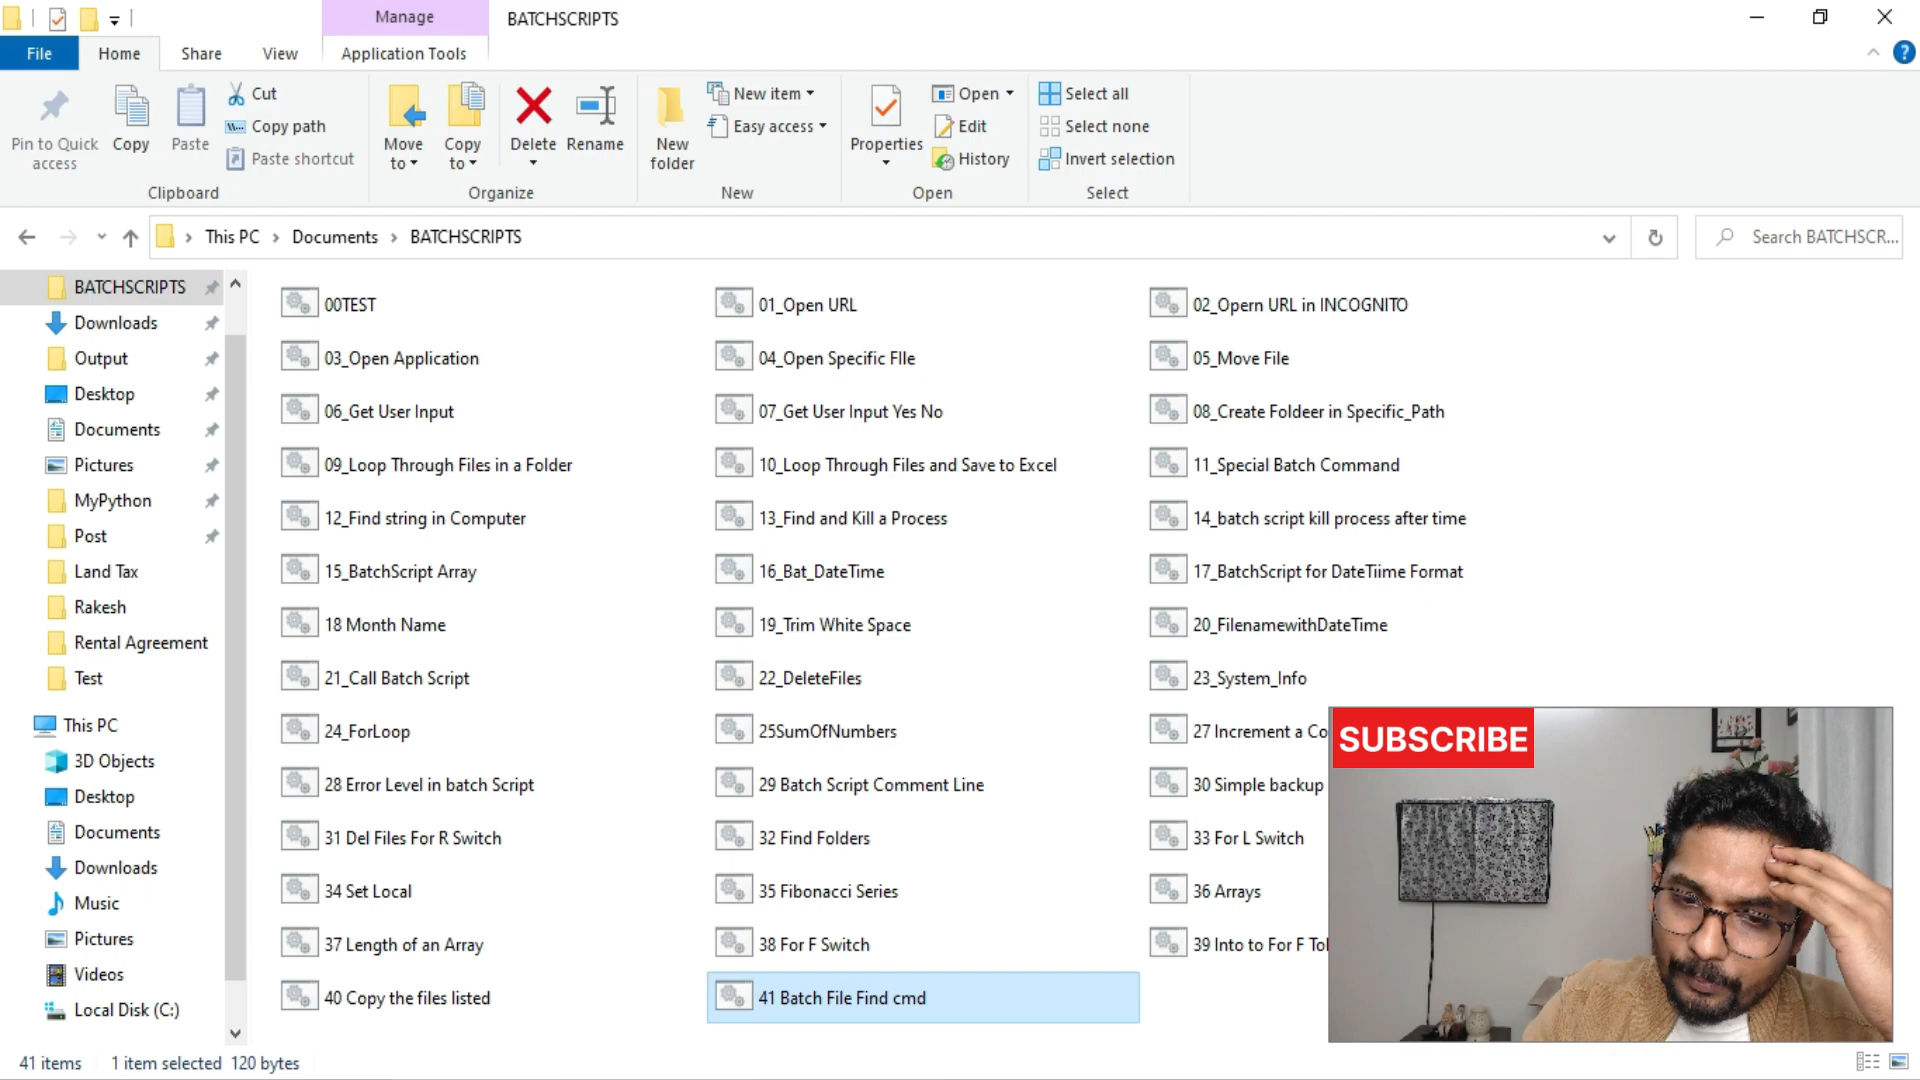 Manage
BATCHSCRIPTS
File
Home
Share
View
Application Tools
Pin to Quick access
Copy
Paste
Cut
Copy path
Paste shortcut
Clipboard
Move to
Copy to
Delete
Rename
Organize
New folder
New item
Easy access
New
Properties
Open
Edit
History
Open
Select all
Select none
Invert selection
Select
This PC
Documents
BATCHSCRIPTS
Search BATCHSCR...
BATCHSCRIPTS
Downloads
Output
Desktop
Documents
Pictures
MyPython
Post
Land Tax
Rakesh
Rental Agreement
Test
This PC
3D Objects
Desktop
Documents
Downloads
Music
Pictures
Videos
Local Disk (C:)
00TEST
01_Open URL
02_Opern URL in INCOGNITO
03_Open Application
04_Open Specific FIle
05_Move File
06_Get User Input
07_Get User Input Yes No
08_Create Foldeer in Specific_Path
09_Loop Through Files in a Folder
10_Loop Through Files and Save to Excel
11_Special Batch Command
12_Find string in Computer
13_Find and Kill a Process
14_batch script kill process after time
15_BatchScript Array
16_Bat_DateTime
17_BatchScript for DateTiime Format
18 Month Name
19_Trim White Space
20_FilenamewithDateTime
21_Call Batch Script
22_DeleteFiles
23_System_Info
24_ForLoop
25SumOfNumbers
27 Increment a Co
28 Error Level in batch Script
29 Batch Script Comment Line
30 Simple backup
31 Del Files For R Switch
32 Find Folders
33 For L Switch
34 Set Local
35 Fibonacci Series
36 Arrays
37 Length of an Array
38 For F Switch
39 Into to For F Tol
40 Copy the files listed
41 Batch File Find cmd
SUBSCRIBE
41 items
1 item selected 120 bytes